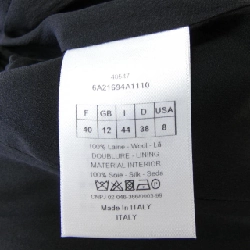 6A21694A1110
F GB I D USA
40 12 44 38 8
100% Laine - Wool - Lã
DOUBLURE - LINING
MATERIAL INTERIOR
100% Soie - Silk - Seda
Made in ITALY
ITALY